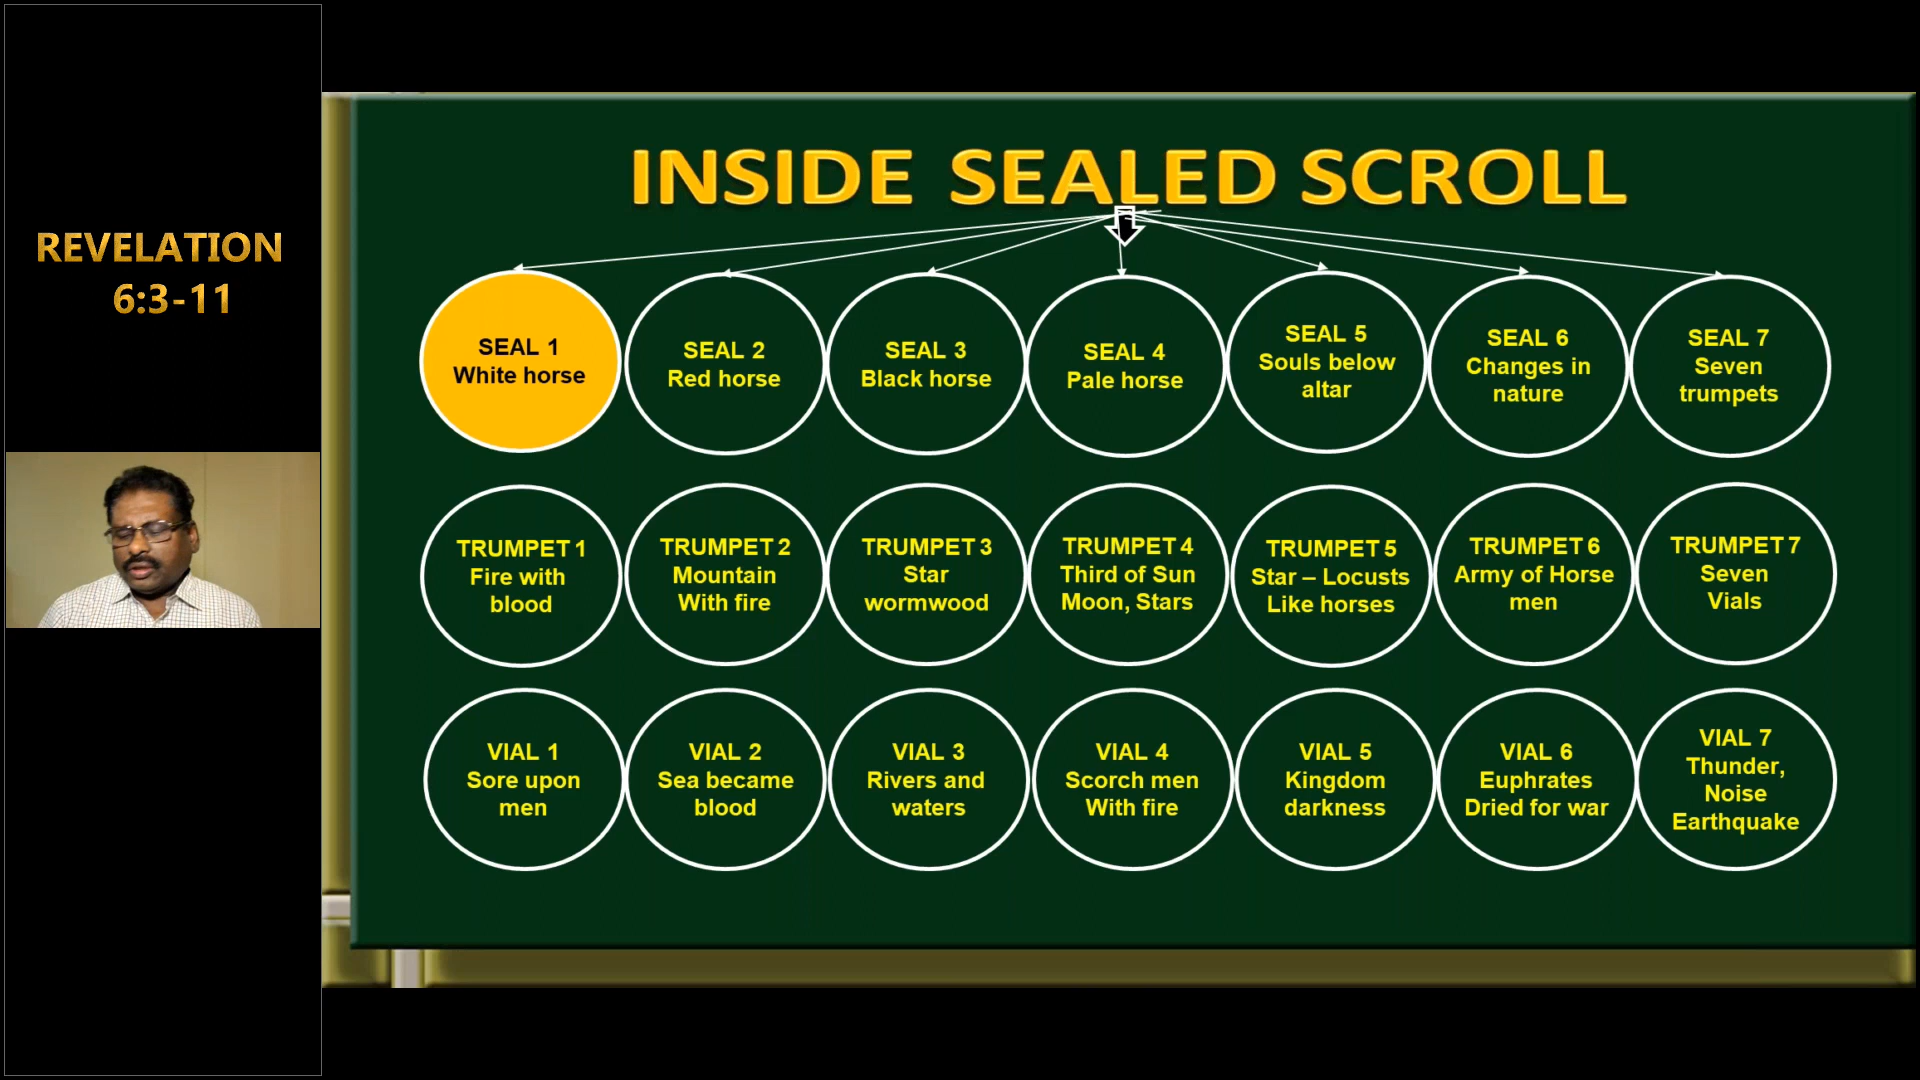 REVELATION
6:3-11
INSIDE SEALED SCROLL
SEAL 1
White horse
SEAL 2
Red horse
SEAL 3
Black horse
SEAL 4
Pale horse
SEAL 5
Souls below
altar
SEAL 6
Changes in
nature
SEAL 7
Seven
trumpets
TRUMPET 1
Fire with
blood
TRUMPET 2
Mountain
With fire
TRUMPET 3
Star
wormwood
TRUMPET 4
Third of Sun
Moon, Stars
TRUMPET 5
Star – Locusts
Like horses
TRUMPET 6
Army of Horse
men
TRUMPET 7
Seven
Vials
VIAL 1
Sore upon
men
VIAL 2
Sea became
blood
VIAL 3
Rivers and
waters
VIAL 4
Scorch men
With fire
VIAL 5
Kingdom
darkness
VIAL 6
Euphrates
Dried for war
VIAL 7
Thunder,
Noise
Earthquake